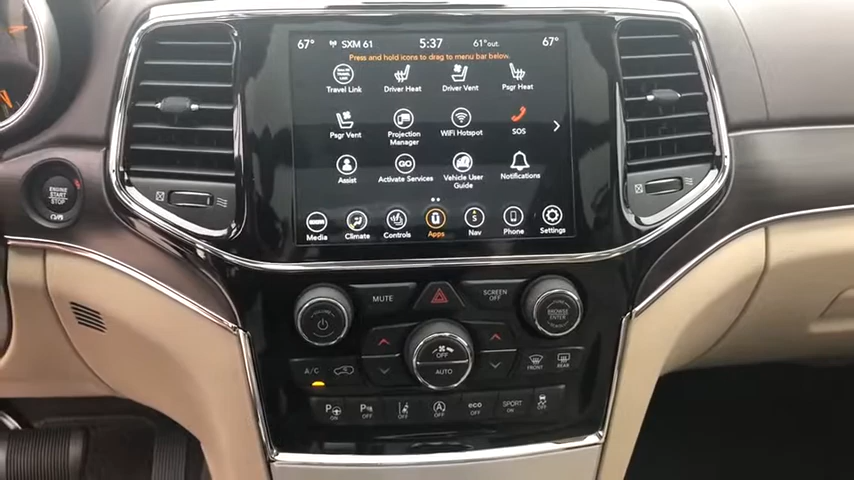 67° SXM 61 5:37 61° out. 67°
Press and hold icons to drag to menu bar below.
Travel Link Driver Heat Driver Vent Psgr Heat
Psgr Vent Projection Manager WiFi Hotspot SOS
GO
Assist Activate Services Vehicle User Guide Notifications
Media Climate Controls Apps Nav Phone Settings
ENGINE START STOP
MUTE SCREEN OFF
VOLUME
BROWSE ENTER
OFF
AUTO
A/C FRONT REAR
P ON P OFF OFF A OFF eco OFF SPORT ON OFF